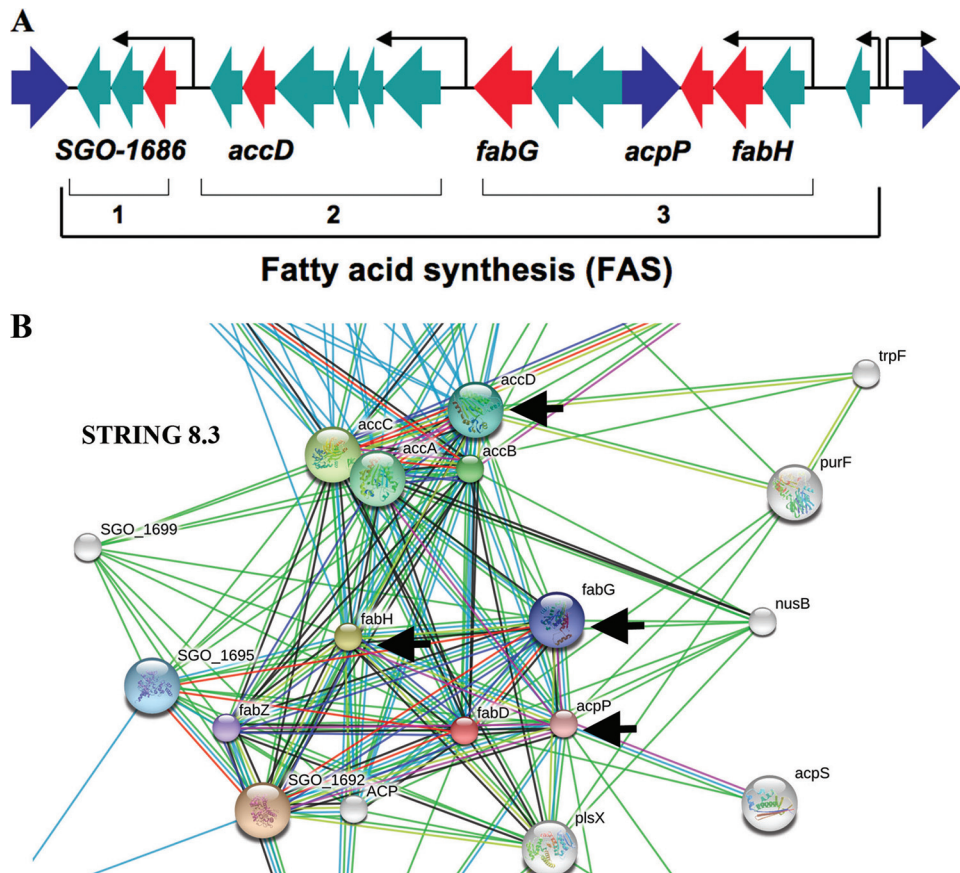 A
SGO-1686 accD fabG acpP fabH
1 2 3
Fatty acid synthesis (FAS)
B
STRING 8.3
accD
trpF
accC
accA
accB
purF
SGO_1699
fabG
nusB
fabH
SGO_1695
fabZ
fabD
acpP
SGO_1692
ACP
acpS
plsX